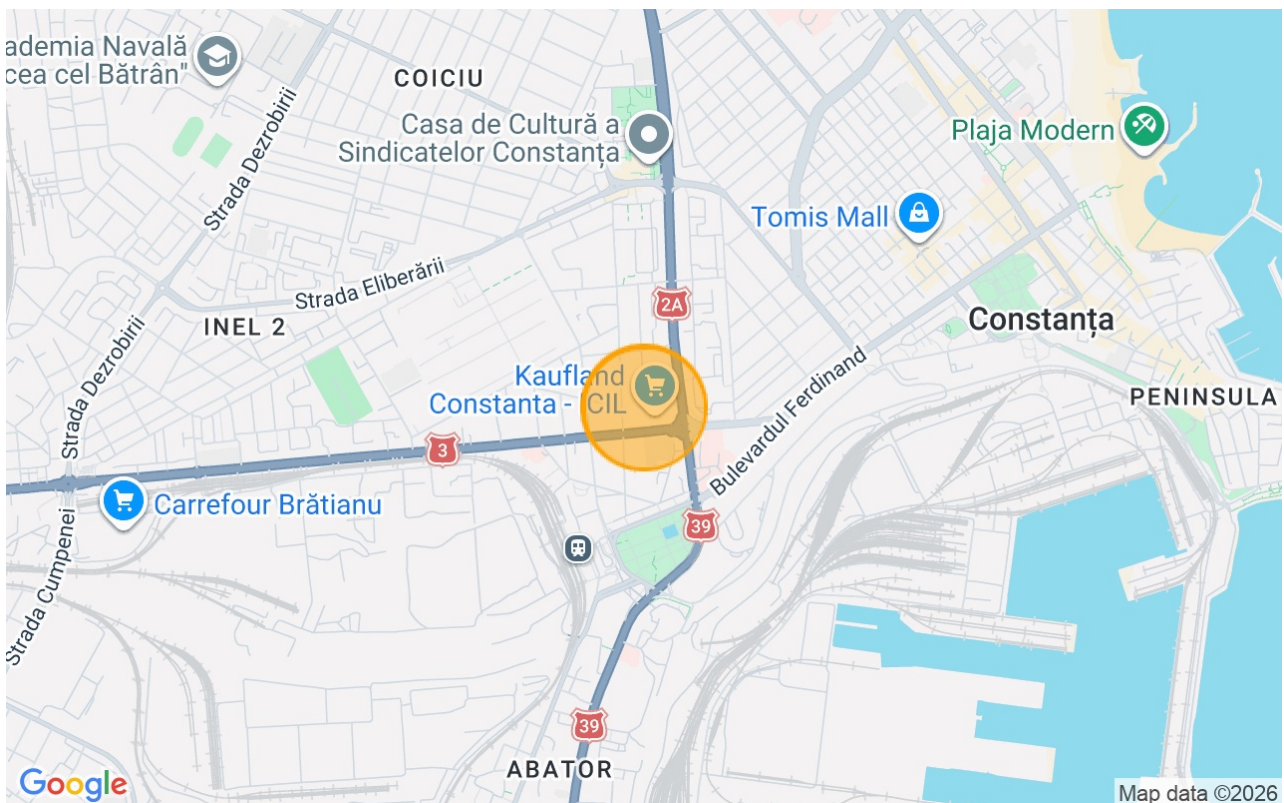 ademia Navală
cea cel Bătrân"
COICIU
Casa de Cultură a
Sindicatelor Constanța
Plaja Modern
Strada Dezrobirii
Tomis Mall
Strada Eliberării
2A
INEL 2
Constanța
Strada Dezrobirii
Kaufland
Constanta - ICIL
Bulevardul Ferdinand
PENINSULA
3
Carrefour Brătianu
39
Strada Cumpenei
39
ABATOR
Google
Map data ©2026